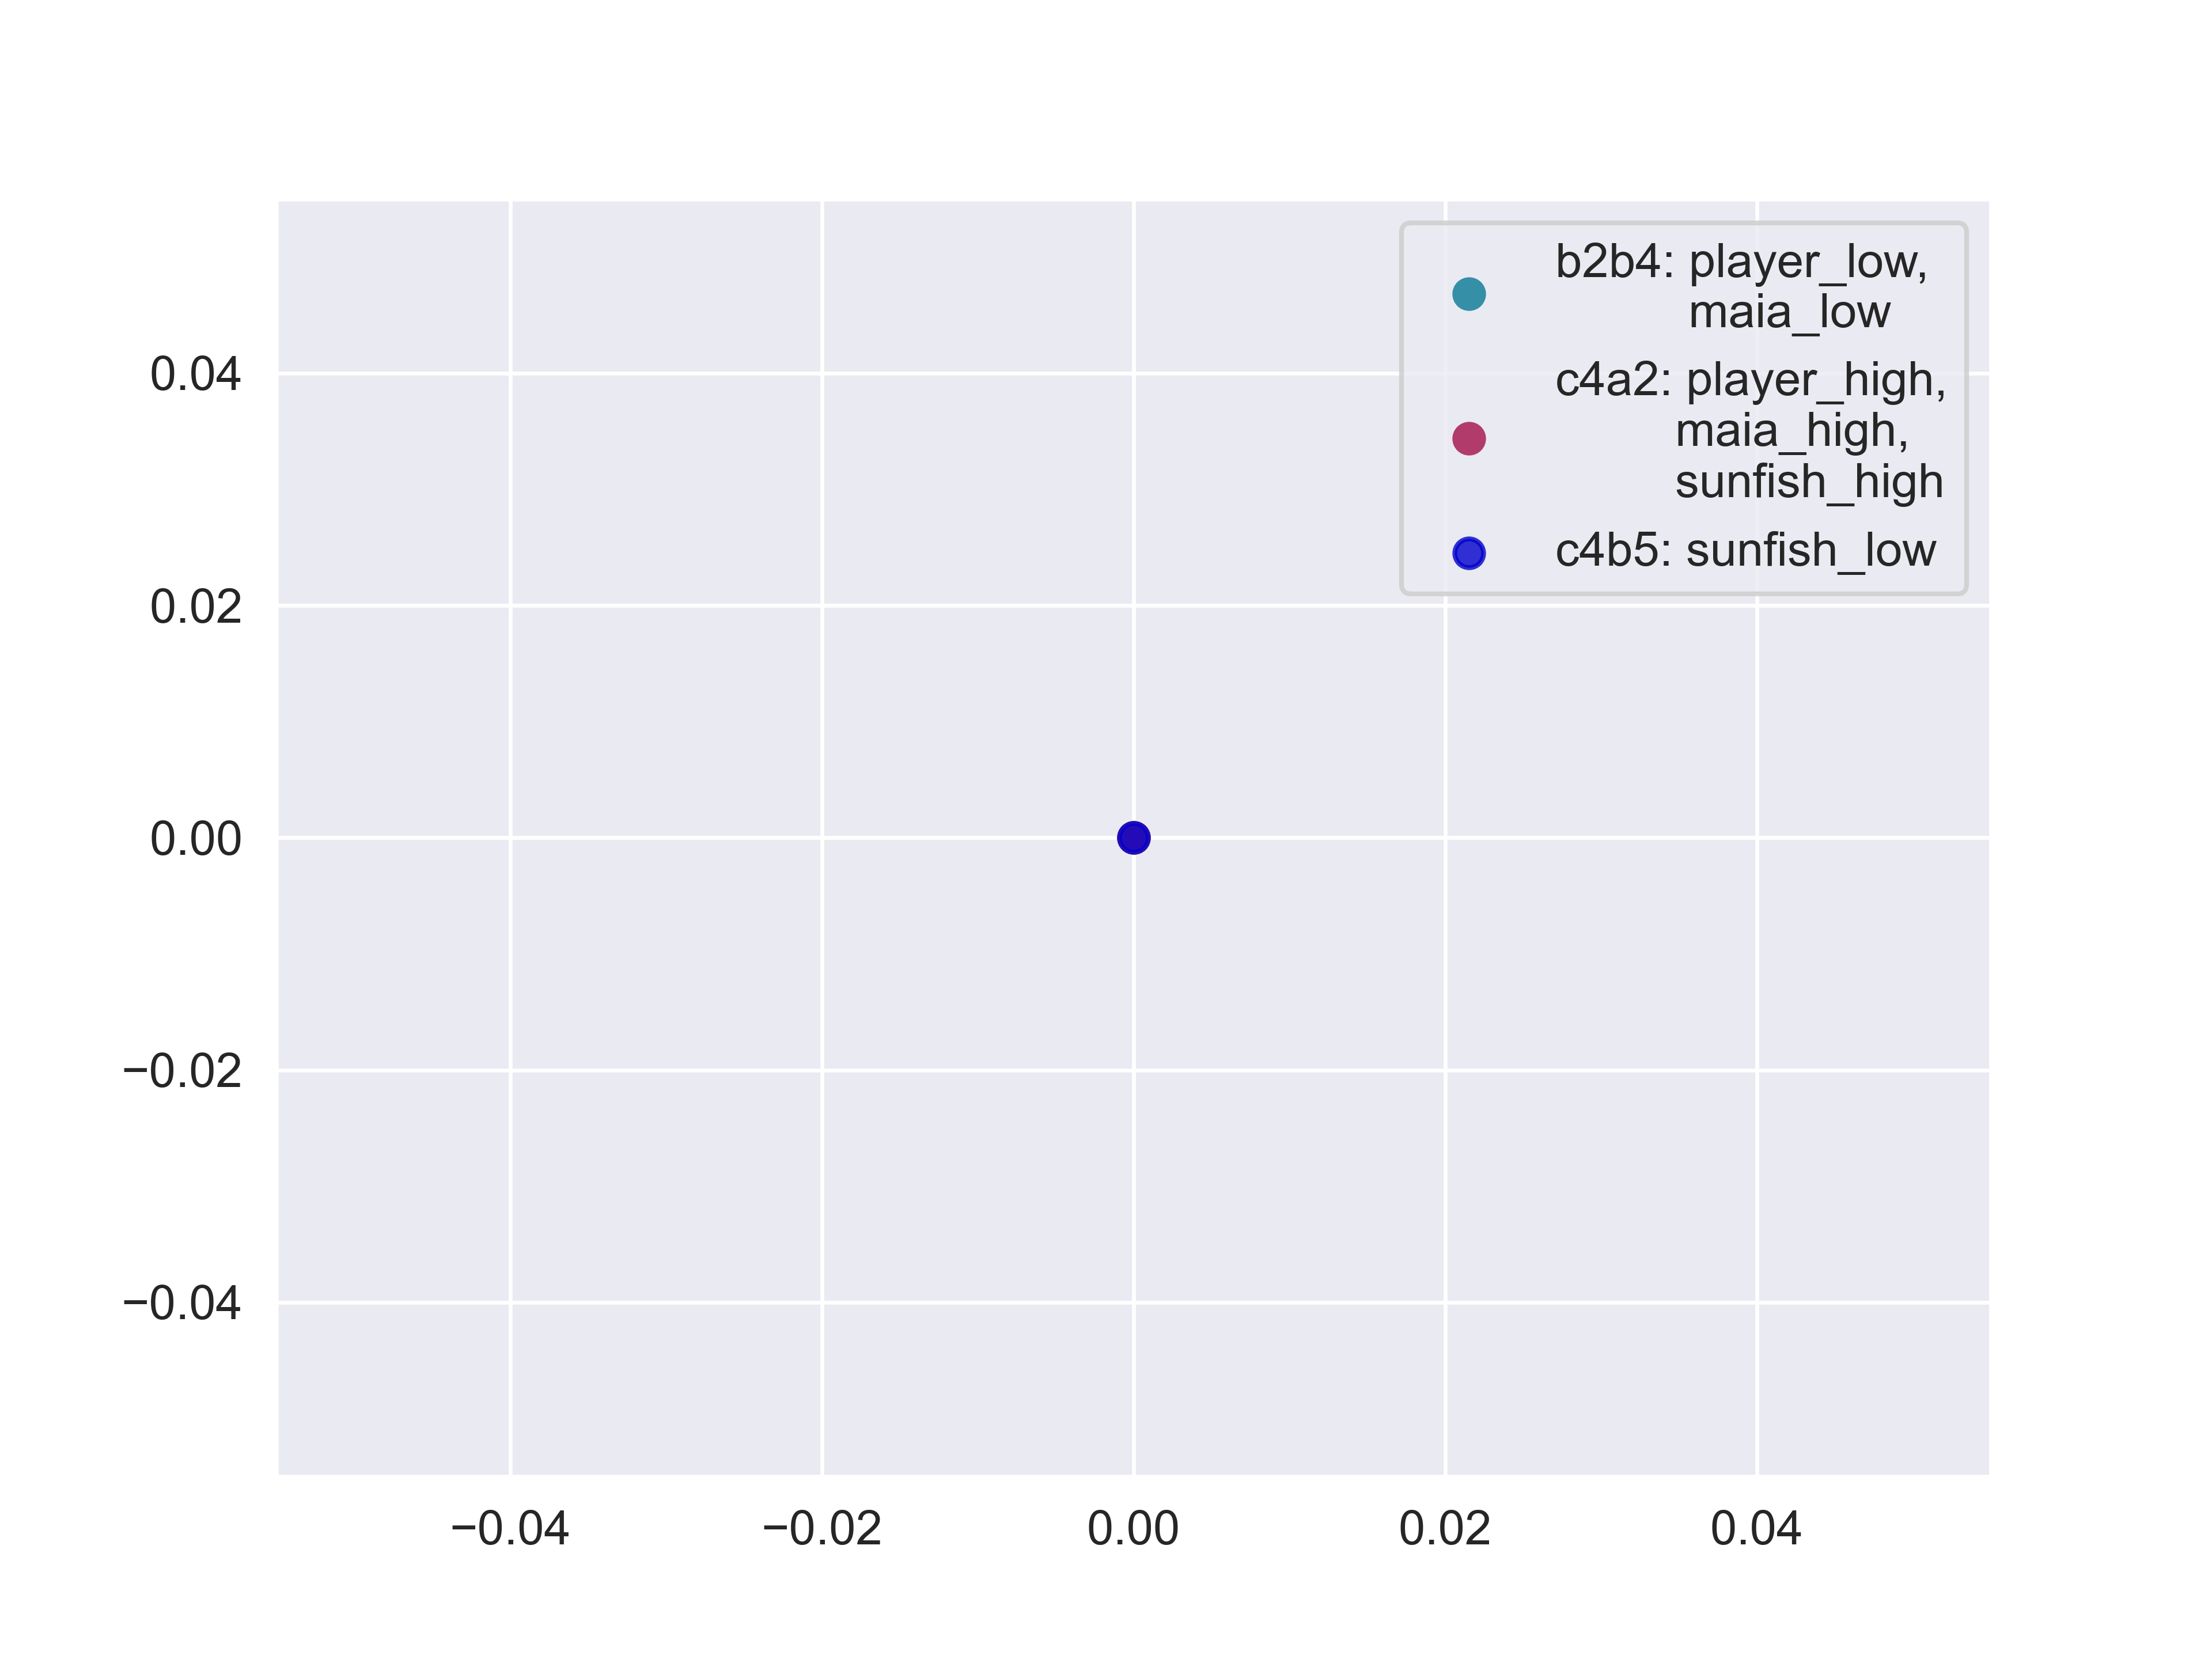 b2b4: player_low,
maia_low
c4a2: player_high,
maia_high,
sunfish_high
c4b5: sunfish_low
0.04
0.02
0.00
−0.02
−0.04
−0.04
−0.02
0.00
0.02
0.04